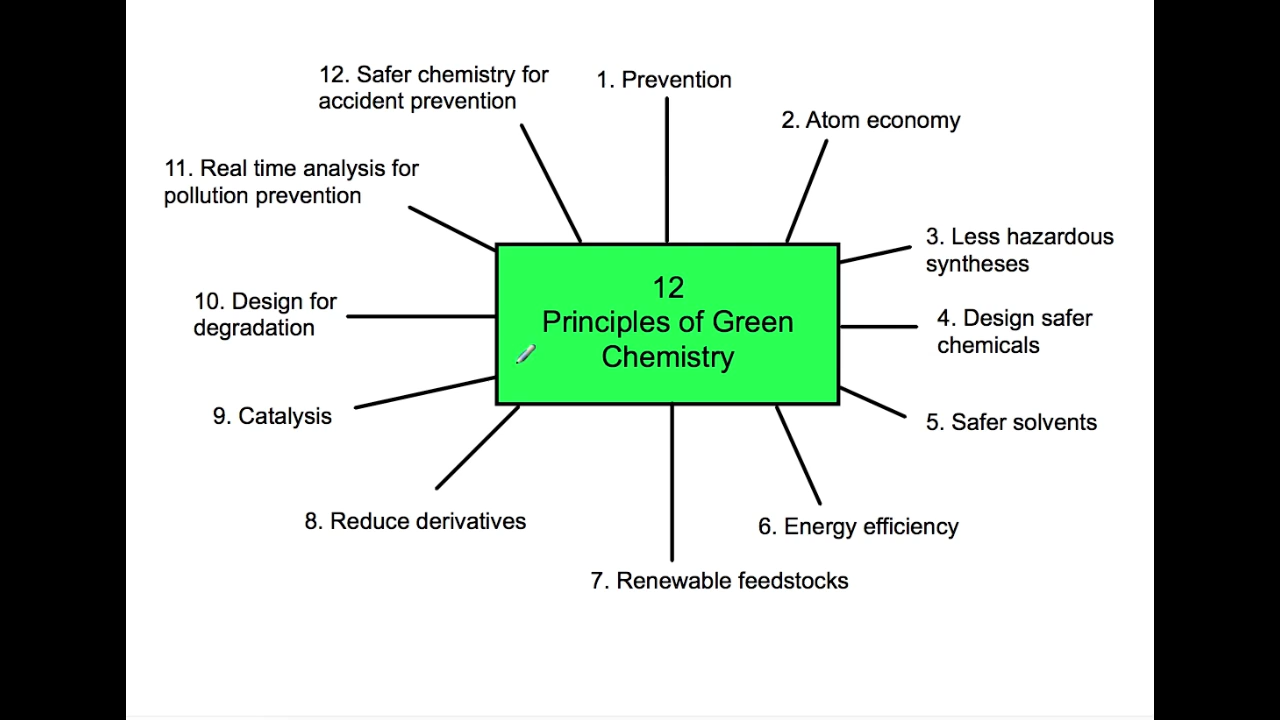 12
Principles of Green
Chemistry
1. Prevention
2. Atom economy
3. Less hazardous
syntheses
4. Design safer
chemicals
5. Safer solvents
6. Energy efficiency
7. Renewable feedstocks
8. Reduce derivatives
9. Catalysis
10. Design for
degradation
11. Real time analysis for
pollution prevention
12. Safer chemistry for
accident prevention